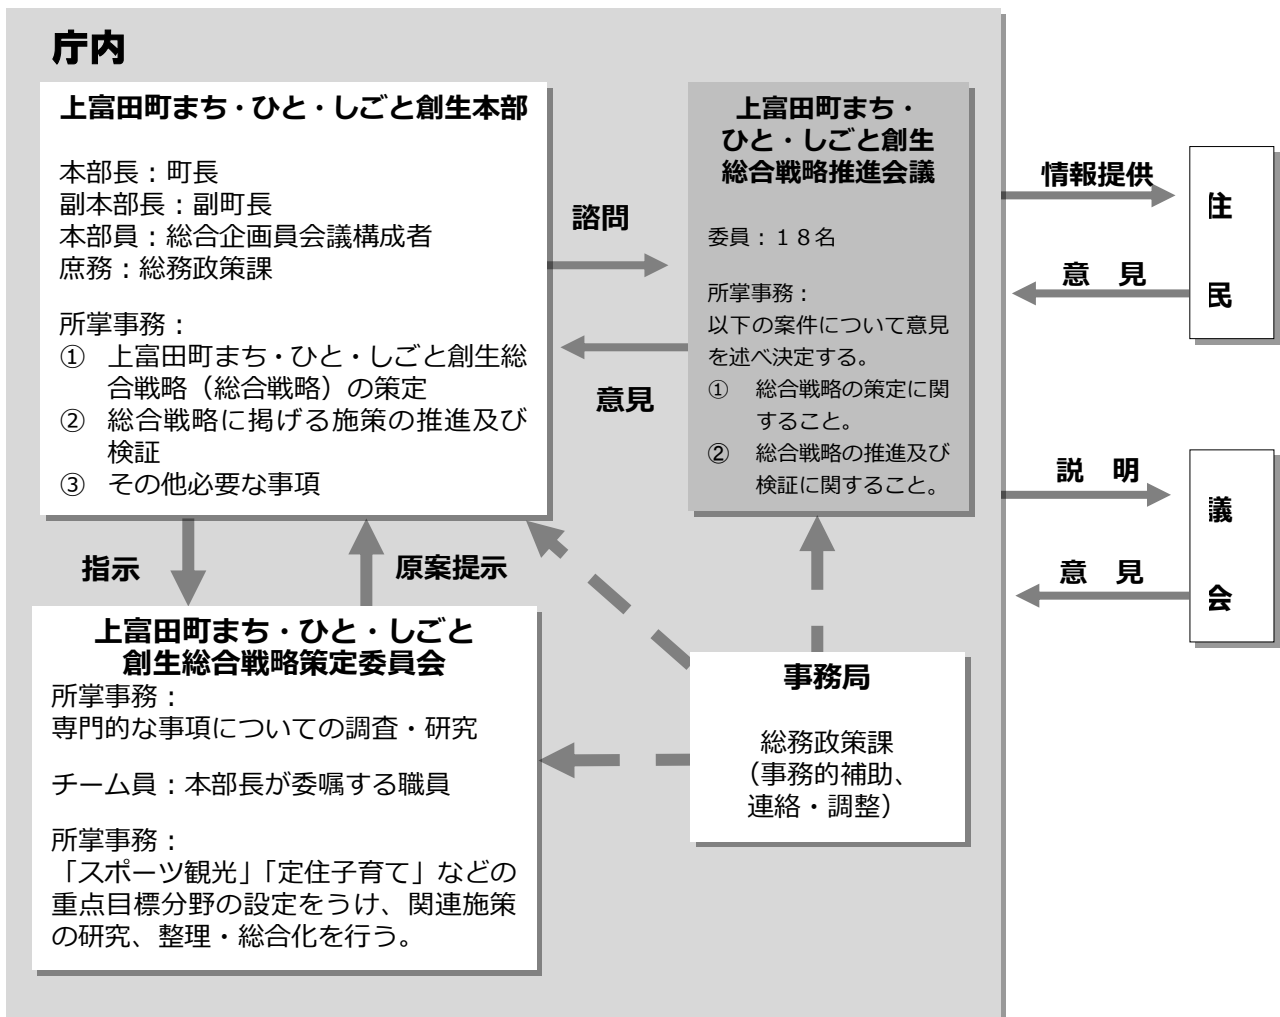 庁内
上富田町まち・ひと・しごと創生本部
本部長：町長
副本部長：副町長
本部員：総合企画員会議構成者
庶務：総務政策課
所掌事務：
① 上富田町まち・ひと・しごと創生総
合戦略（総合戦略）の策定
② 総合戦略に掲げる施策の推進及び
検証
③ その他必要な事項
諮問
意見
上富田町まち・
ひと・しごと創生
総合戦略推進会議
委員：１８名
所掌事務：
以下の案件について意見
を述べ決定する。
① 総合戦略の策定に関
すること。
② 総合戦略の推進及び
検証に関すること。
情報提供
意　見
住
民
説　明
意　見
議
会
指示
原案提示
上富田町まち・ひと・しごと
創生総合戦略策定委員会
所掌事務：
専門的な事項についての調査・研究
チーム員：本部長が委嘱する職員
所掌事務：
「スポーツ観光」「定住子育て」などの
重点目標分野の設定をうけ、関連施策
の研究、整理・総合化を行う。
事務局
総務政策課
（事務的補助、
連絡・調整）